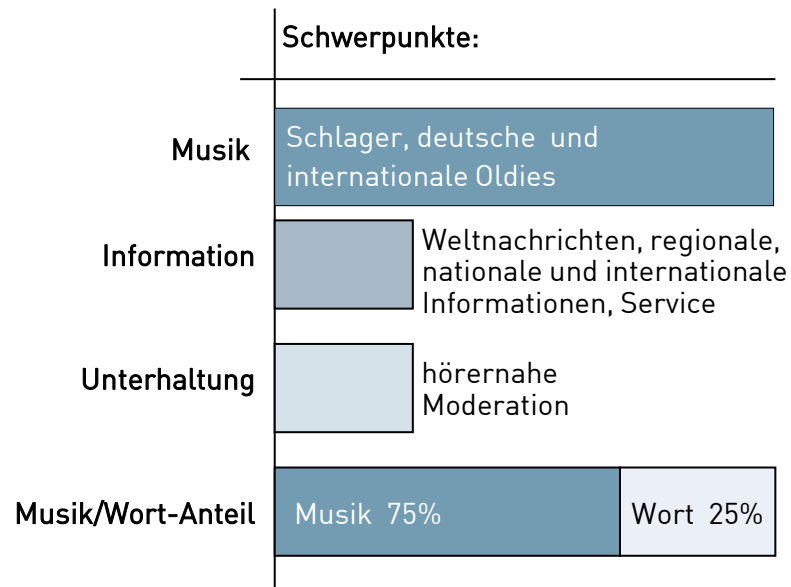 Schwerpunkte:
Musik
Schlager, deutsche und
internationale Oldies
Information
Weltnachrichten, regionale,
nationale und internationale
Informationen, Service
Unterhaltung
hörernahe
Moderation
Musik/Wort-Anteil
Musik 75%
Wort 25%